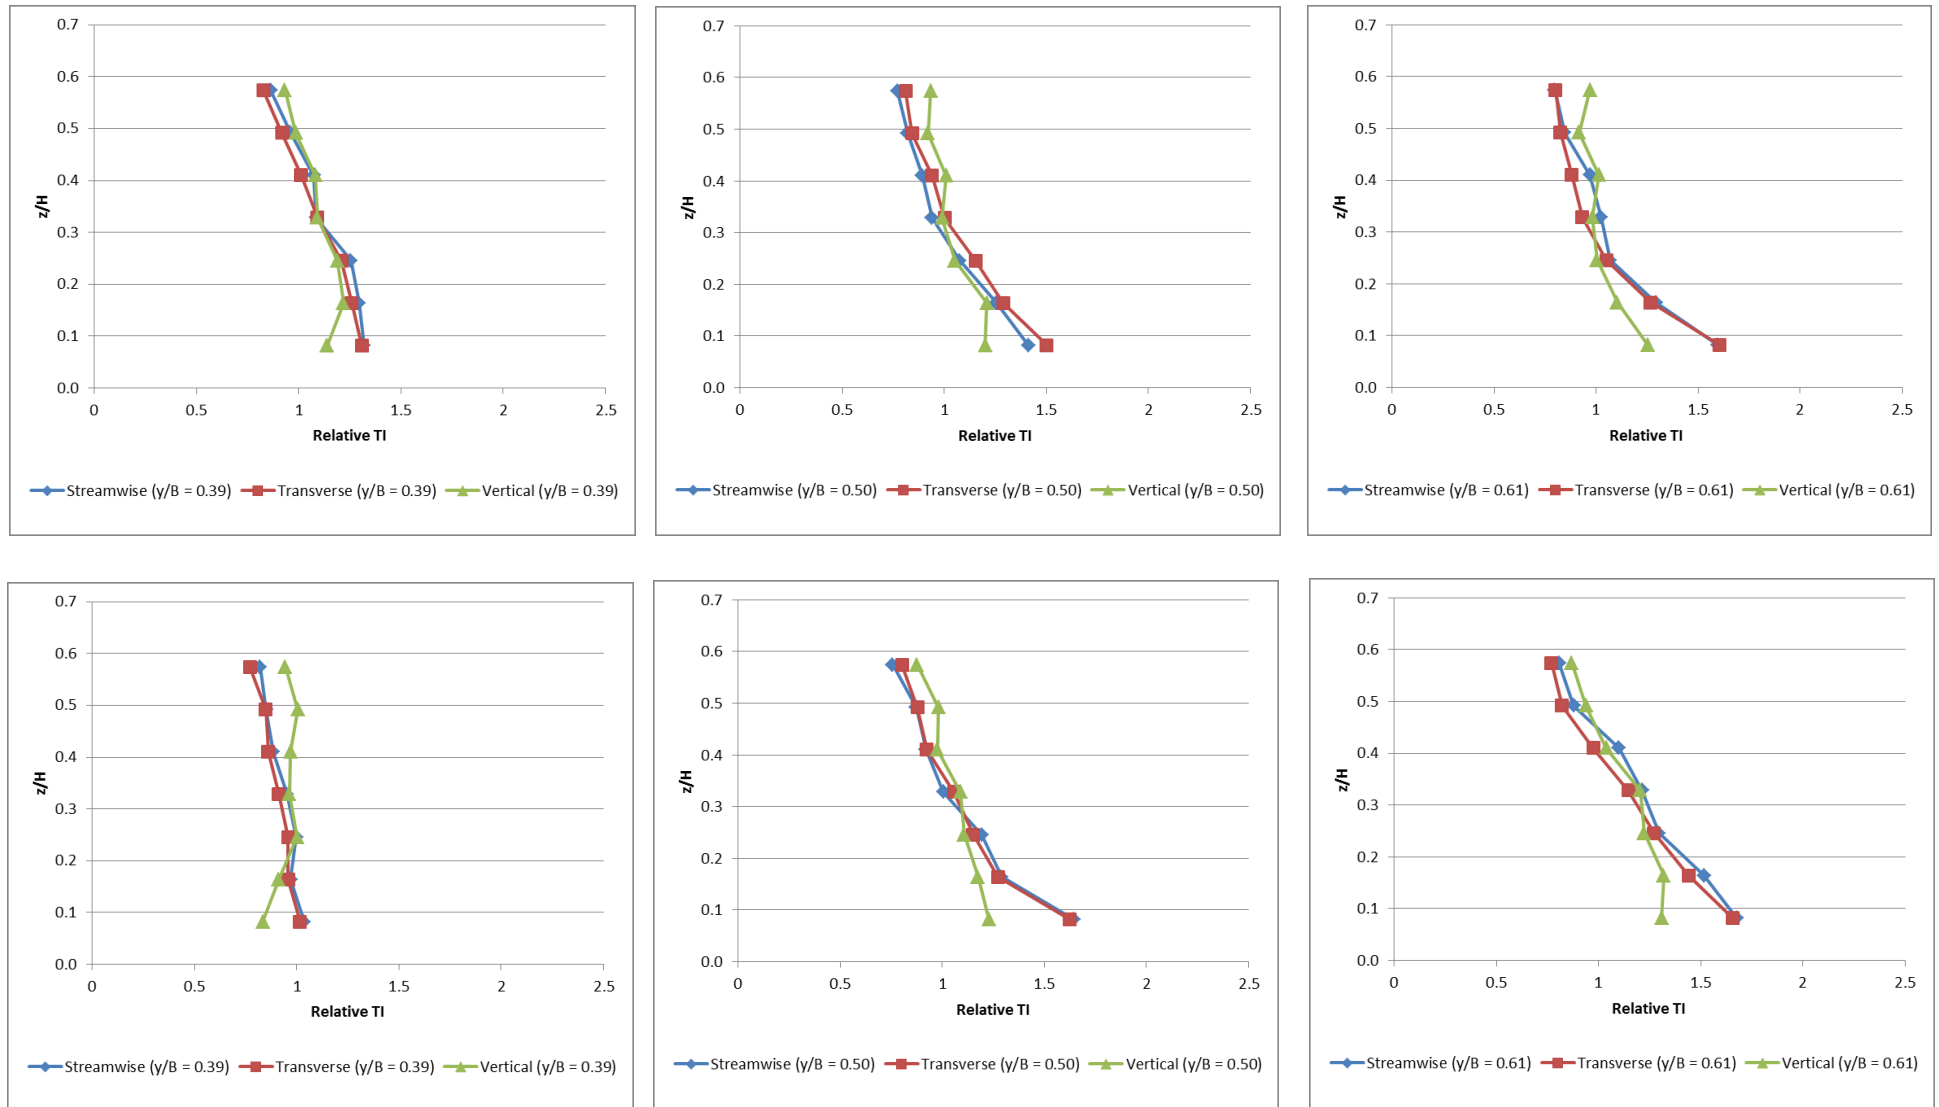 0.7
0.6
0.5
0.4
0.3
0.2
0.1
0.0
z/H
0 0.5 1 1.5 2 2.5
Relative TI
Streamwise (y/B = 0.39) Transverse (y/B = 0.39) Vertical (y/B = 0.39)
0.7
0.6
0.5
0.4
0.3
0.2
0.1
0.0
z/H
0 0.5 1 1.5 2 2.5
Relative TI
Streamwise (y/B = 0.50) Transverse (y/B = 0.50) Vertical (y/B = 0.50)
0.7
0.6
0.5
0.4
0.3
0.2
0.1
0.0
z/H
0 0.5 1 1.5 2 2.5
Relative TI
Streamwise (y/B = 0.61) Transverse (y/B = 0.61) Vertical (y/B = 0.61)
0.7
0.6
0.5
0.4
0.3
0.2
0.1
0.0
z/H
0 0.5 1 1.5 2 2.5
Relative TI
Streamwise (y/B = 0.39) Transverse (y/B = 0.39) Vertical (y/B = 0.39)
0.7
0.6
0.5
0.4
0.3
0.2
0.1
0.0
z/H
0 0.5 1 1.5 2 2.5
Relative TI
Streamwise (y/B = 0.50) Transverse (y/B = 0.50) Vertical (y/B = 0.50)
0.7
0.6
0.5
0.4
0.3
0.2
0.1
0.0
z/H
0 0.5 1 1.5 2 2.5
Relative TI
Streamwise (y/B = 0.61) Transverse (y/B = 0.61) Vertical (y/B = 0.61)